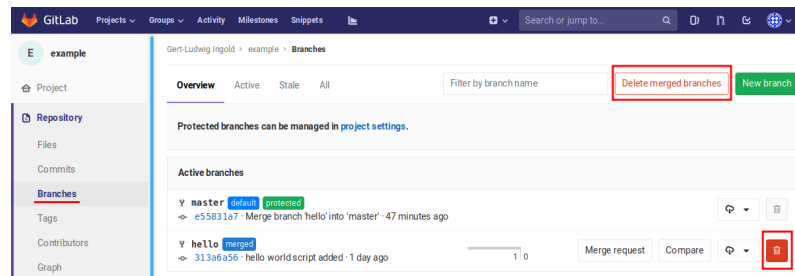 GitLab Projects Groups Activity Milestones Snippets Search or jump to...
E example
Project
Repository
Files
Commits
Branches
Tags
Contributors
Graph
Gert-Ludwig Ingold > example > Branches
Overview Active Stale All Filter by branch name Delete merged branches New branch
Protected branches can be managed in project settings.
Active branches
master default protected
e55831a7 · Merge branch 'hello' into 'master' · 47 minutes ago
hello merged 1 0 Merge request Compare
313a6a56 · hello world script added · 1 day ago